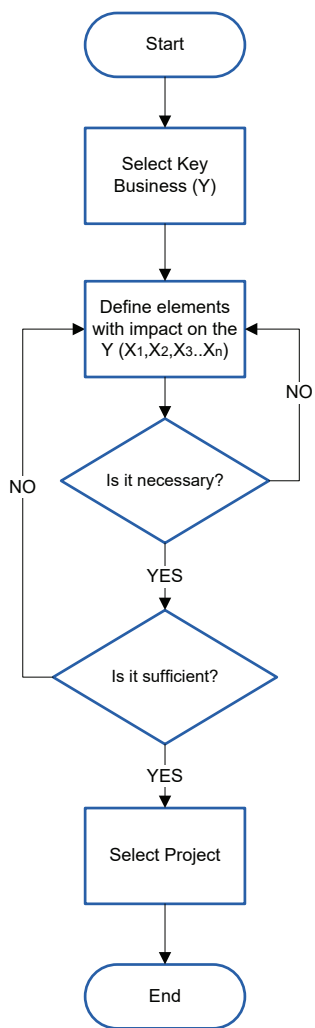 Start
Select Key
Business (Y)
Define elements
with impact on the
Y (X1,X2,X3..Xn)
NO
Is it necessary?
NO
YES
Is it sufficient?
YES
Select Project
End